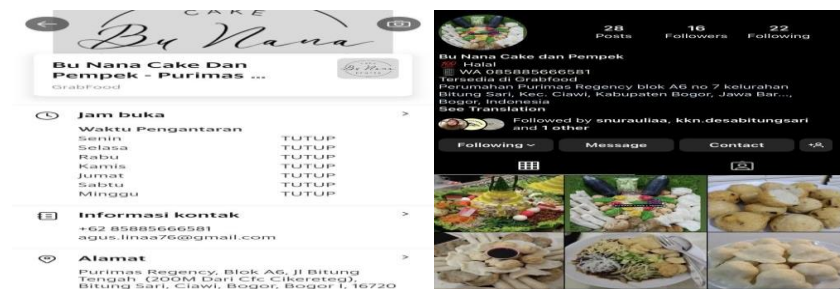 CAKE
Bu Nana
Bu Nana Cake Dan
Pempek - Purimas ...
GrabFood
Jam buka
Waktu Pengantaran
Senin TUTUP
Selasa TUTUP
Rabu TUTUP
Kamis TUTUP
Jumat TUTUP
Sabtu TUTUP
Minggu TUTUP
Informasi kontak
+62 85885666581
agus.linaa76@gmail.com
Alamat
Purimas Regency, Blok A6, Jl Bitung
Tengah (200M Dari Cfc Cikereteg),
Bitung Sari, Ciawi, Bogor, Bogor I, 16720
28 16 22
Posts Followers Following
Bu Nana Cake dan Pempek
💯 Halal
WA 085885666581
Tersedia di Grabfood
Perumahan Purimas Regency blok A6 no 7 kelurahan
Bitung Sari, Kec. Ciawi, Kabupaten Bogor, Jawa Bar...,
Bogor, Indonesia
See Translation
Followed by snurauliaa, kkn.desabitungsari
and 1 other
Following Message Contact